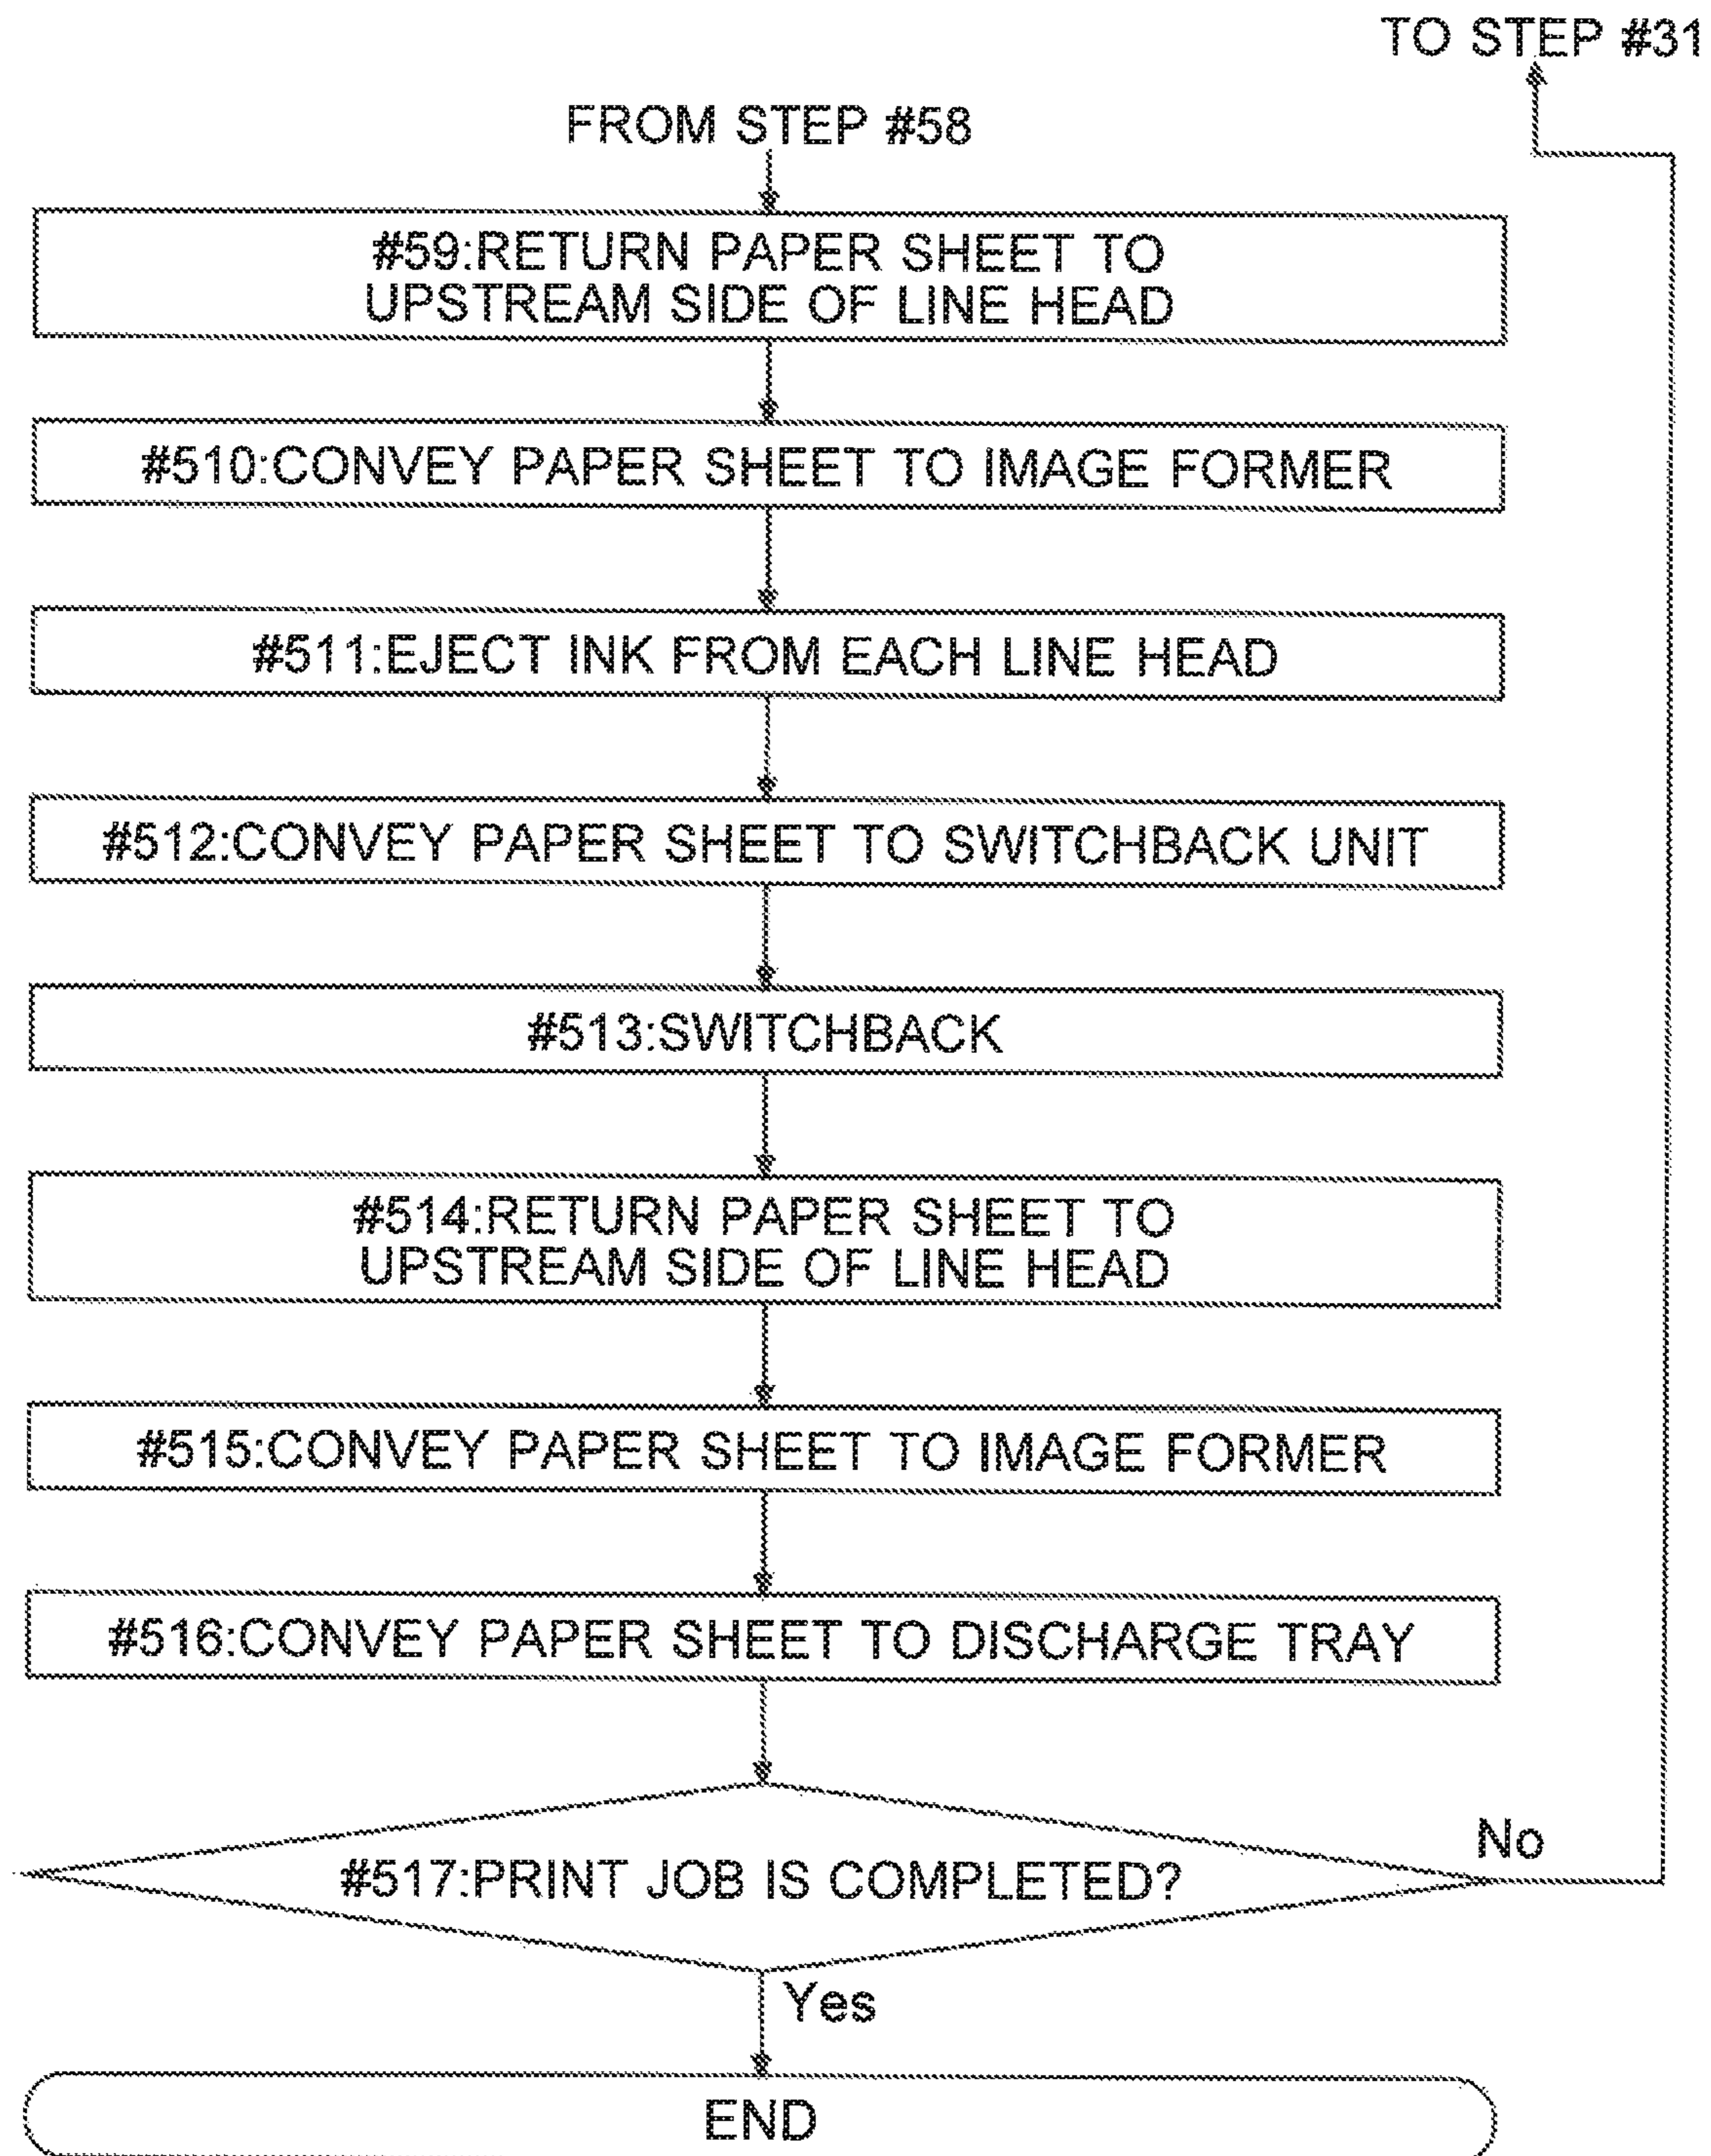 TO STEP #31
FROM STEP #58
#59:RETURN PAPER SHEET TO
UPSTREAM SIDE OF LINE HEAD
#510:CONVEY PAPER SHEET TO IMAGE FORMER
#511:EJECT INK FROM EACH LINE HEAD
#512:CONVEY PAPER SHEET TO SWITCHBACK UNIT
#513:SWITCHBACK
#514:RETURN PAPER SHEET TO
UPSTREAM SIDE OF LINE HEAD
#515:CONVEY PAPER SHEET TO IMAGE FORMER
#516:CONVEY PAPER SHEET TO DISCHARGE TRAY
No
#517:PRINT JOB IS COMPLETED?
Yes
END